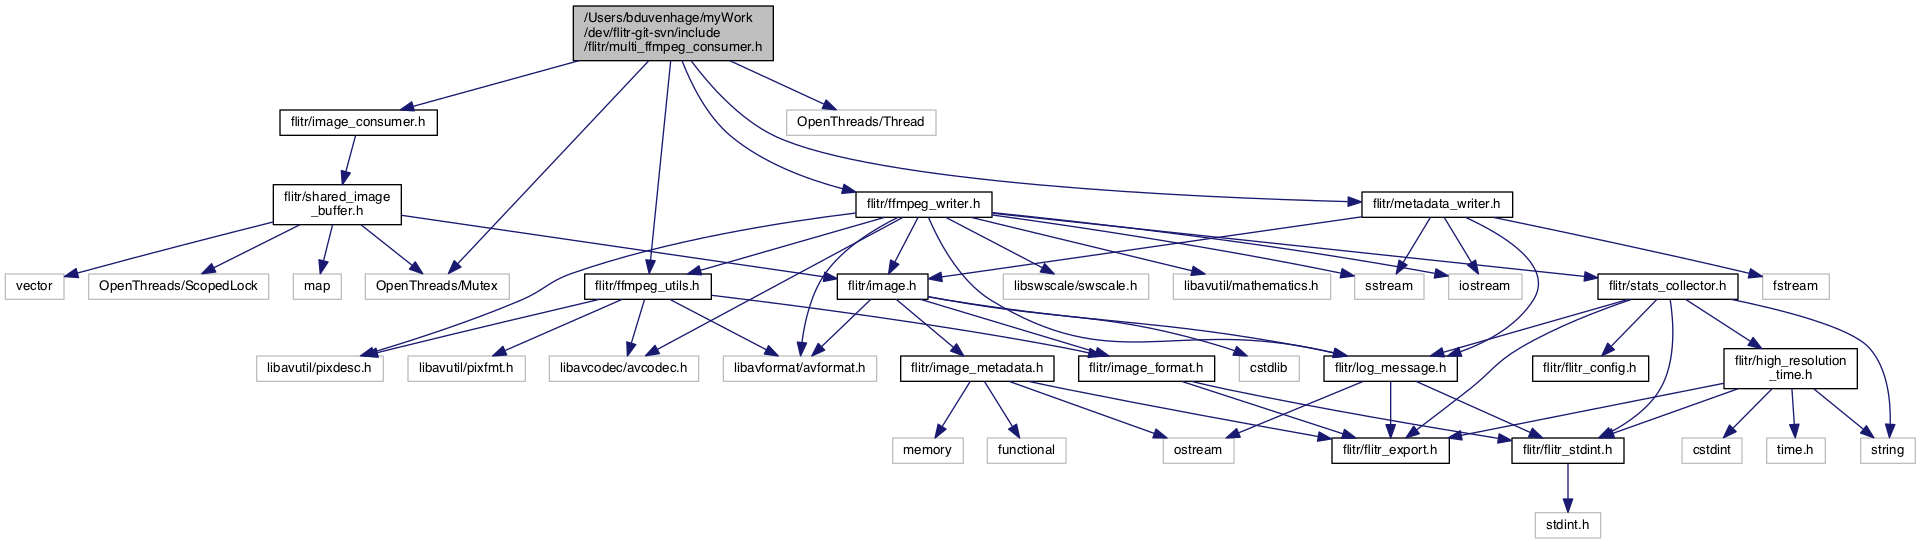 /Users/bduvenhage/myWork
/dev/flitr-git-svn/include
/flitr/multi_ffmpeg_consumer.h
flitr/image_consumer.h
OpenThreads/Thread
flitr/shared_image
_buffer.h
flitr/ffmpeg_writer.h
flitr/metadata_writer.h
vector
OpenThreads/ScopedLock
map
OpenThreads/Mutex
flitr/ffmpeg_utils.h
flitr/image.h
libswscale/swscale.h
libavutil/mathematics.h
sstream
iostream
flitr/stats_collector.h
fstream
libavutil/pixdesc.h
libavutil/pixfmt.h
libavcodec/avcodec.h
libavformat/avformat.h
flitr/image_metadata.h
flitr/image_format.h
cstdlib
flitr/log_message.h
flitr/flitr_config.h
flitr/high_resolution
_time.h
memory
functional
ostream
flitr/flitr_export.h
flitr/flitr_stdint.h
cstdint
time.h
string
stdint.h